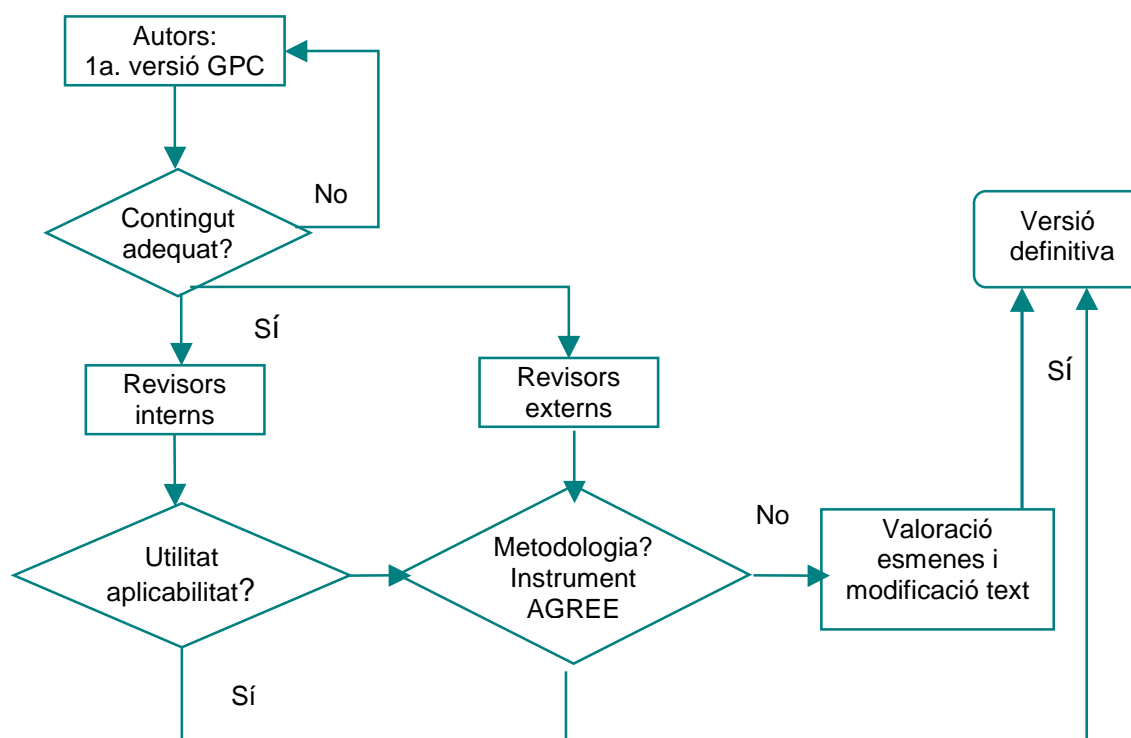 Autors:
1a. versió GPC
No
Contingut
adequat?
Versió
definitiva
SÍ
SÍ
Revisors
interns
Revisors
externs
No
Utilitat
aplicabilitat?
Metodologia?
Instrument
AGREE
Valoració
esmenes i
modificació text
Sí